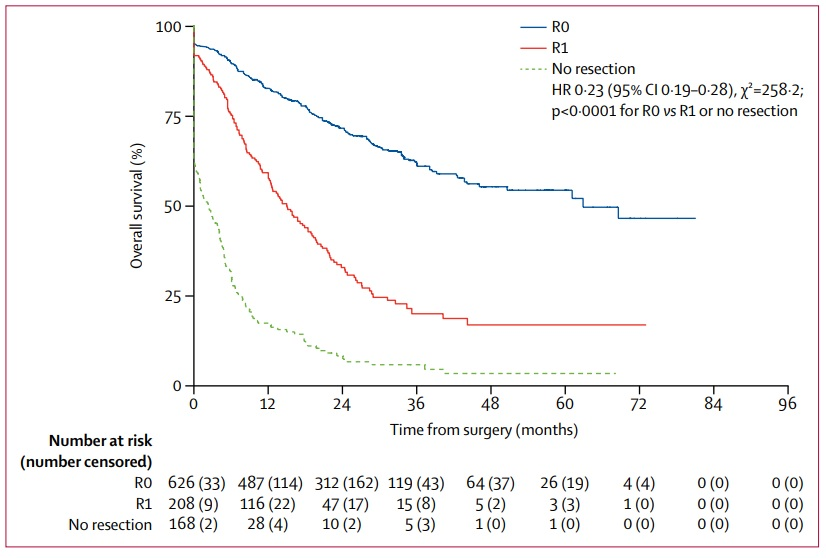 R0
R1
No resection
HR 0·23 (95% CI 0·19–0·28), χ²=258·2;
p<0·0001 for R0 vs R1 or no resection
Overall survival (%)
100
75
50
25
0
0 12 24 36 48 60 72 84 96
Time from surgery (months)
Number at risk
(number censored)
R0 626 (33) 487 (114) 312 (162) 119 (43) 64 (37) 26 (19) 4 (4) 0 (0) 0 (0)
R1 208 (9) 116 (22) 47 (17) 15 (8) 5 (2) 3 (3) 1 (0) 0 (0) 0 (0)
No resection 168 (2) 28 (4) 10 (2) 5 (3) 1 (0) 1 (0) 0 (0) 0 (0) 0 (0)